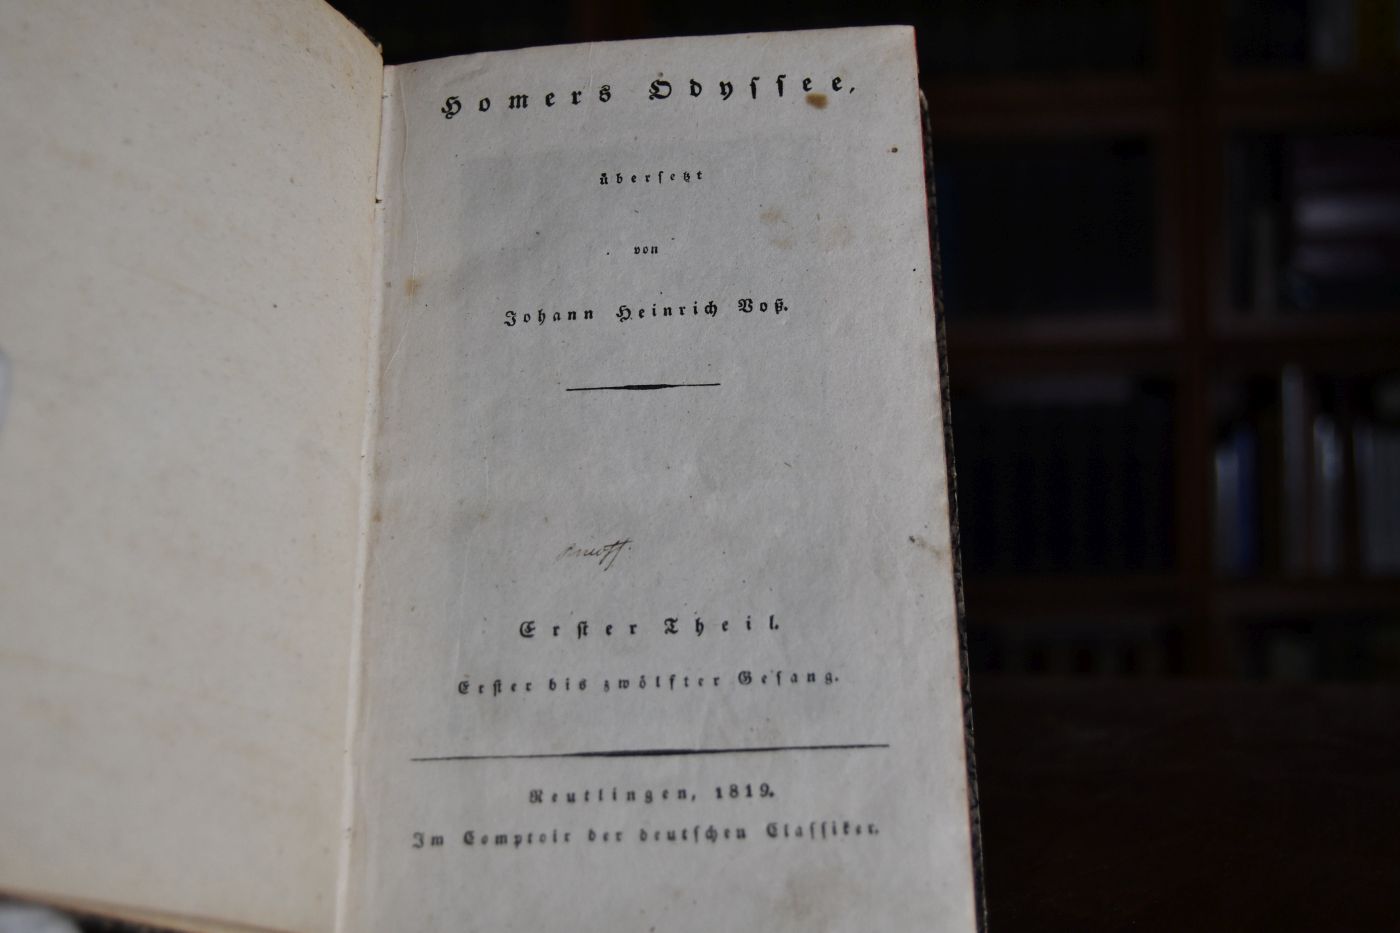 Homers Odyſſee,
überſetzt
von
Johann Heinrich Voß.
Erſter Theil.
Erſter bis zwölfter Geſang.
Reutlingen, 1819.
Im Comptoir der deutſchen Claſſiker.